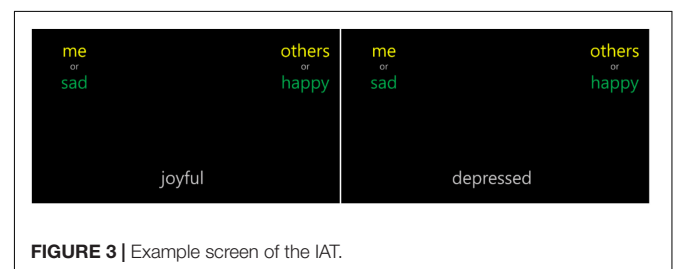 me others me others
or or or or
sad happy sad happy
joyful depressed
FIGURE 3 | Example screen of the IAT.